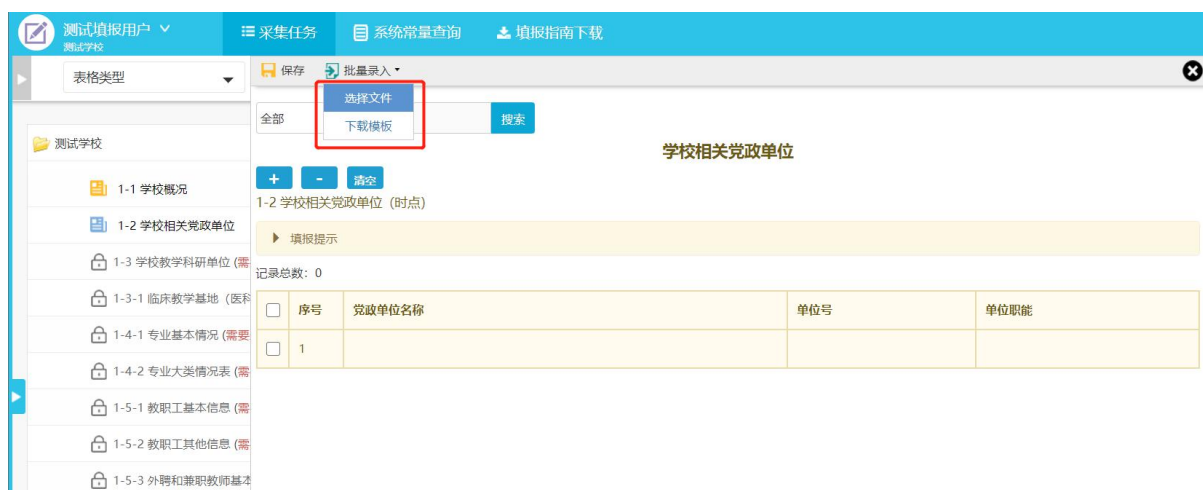 测试填报用户
测试学校
采集任务
系统常量查询
填报指南下载
表格类型
保存
批量录入
选择文件
下载模板
全部
搜索
学校相关党政单位
+
-
清空
1-2 学校相关党政单位（时点）
填报提示
记录总数：0
序号 党政单位名称 单位号 单位职能
1
测试学校
1-1 学校概况
1-2 学校相关党政单位
1-3 学校教学科研单位 (需
1-3-1 临床教学基地（医科
1-4-1 专业基本情况 (需要
1-4-2 专业大类情况表 (需
1-5-1 教职工基本信息 (需
1-5-2 教职工其他信息 (需
1-5-3 外聘和兼职教师基本